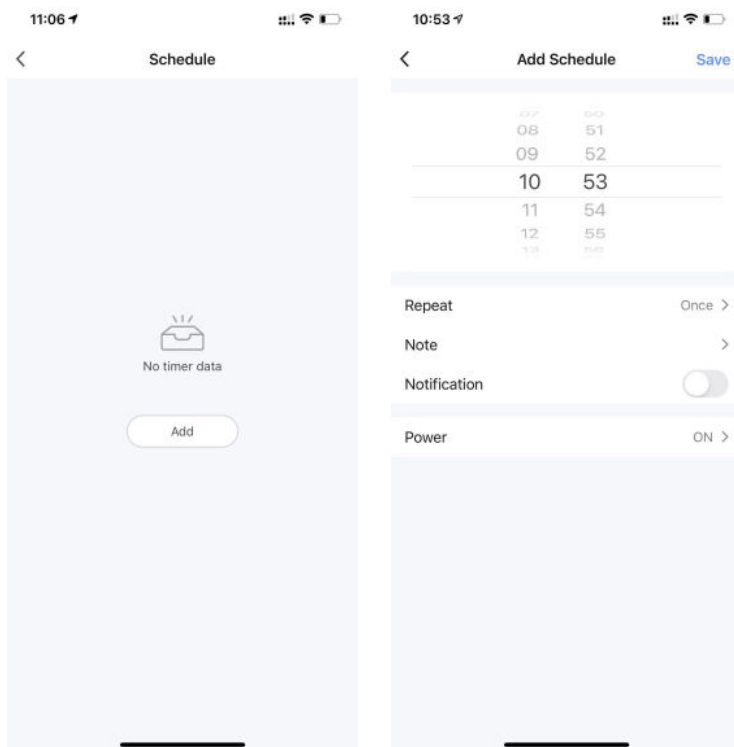 11:06
Schedule
No timer data
Add
10:53
Add Schedule
Save
08 51
09 52
10 53
11 54
12 55
Repeat Once
Note
Notification
Power ON